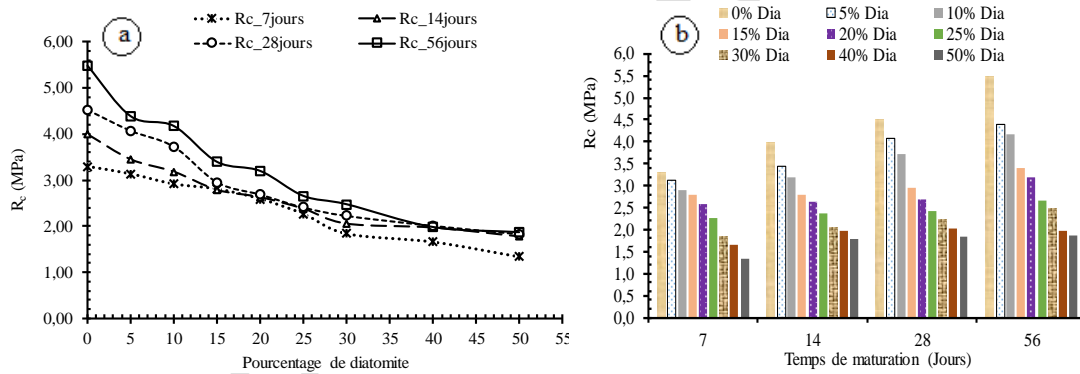 a
Rc_7jours
Rc_14jours
Rc_28jours
Rc_56jours
6,00
5,00
4,00
3,00
2,00
1,00
0,00
R_c (MPa)
0 5 10 15 20 25 30 35 40 45 50 55
Pourcentage de diatomite
b
0% Dia 5% Dia 10% Dia
15% Dia 20% Dia 25% Dia
30% Dia 40% Dia 50% Dia
6,0
5,5
5,0
4,5
4,0
3,5
3,0
2,5
2,0
1,5
1,0
0,5
0,0
Rc (MPa)
7 14 28 56
Temps de maturation (Jours)